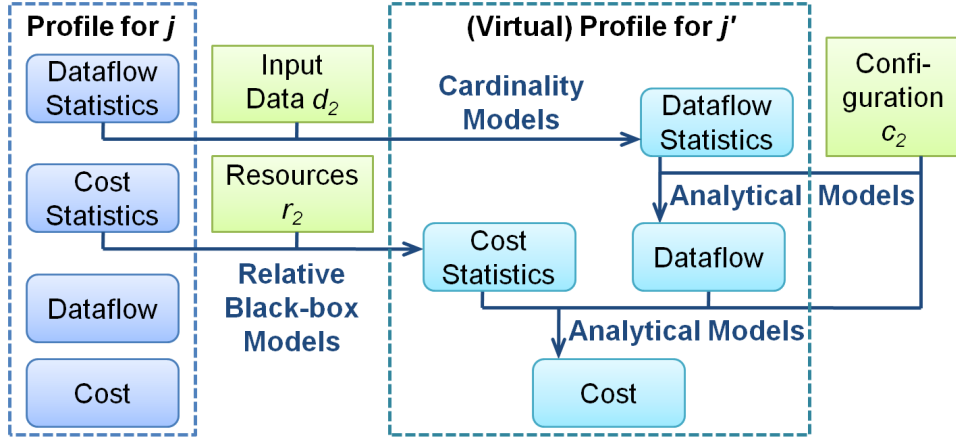 Profile for j
Dataflow
Statistics
Cost
Statistics
Dataflow
Cost
Input
Data d2
Resources
r2
Cardinality
Models
Relative
Black-box
Models
(Virtual) Profile for j'
Dataflow
Statistics
Analytical Models
Cost
Statistics
Dataflow
Analytical Models
Cost
Confi-
guration
c2